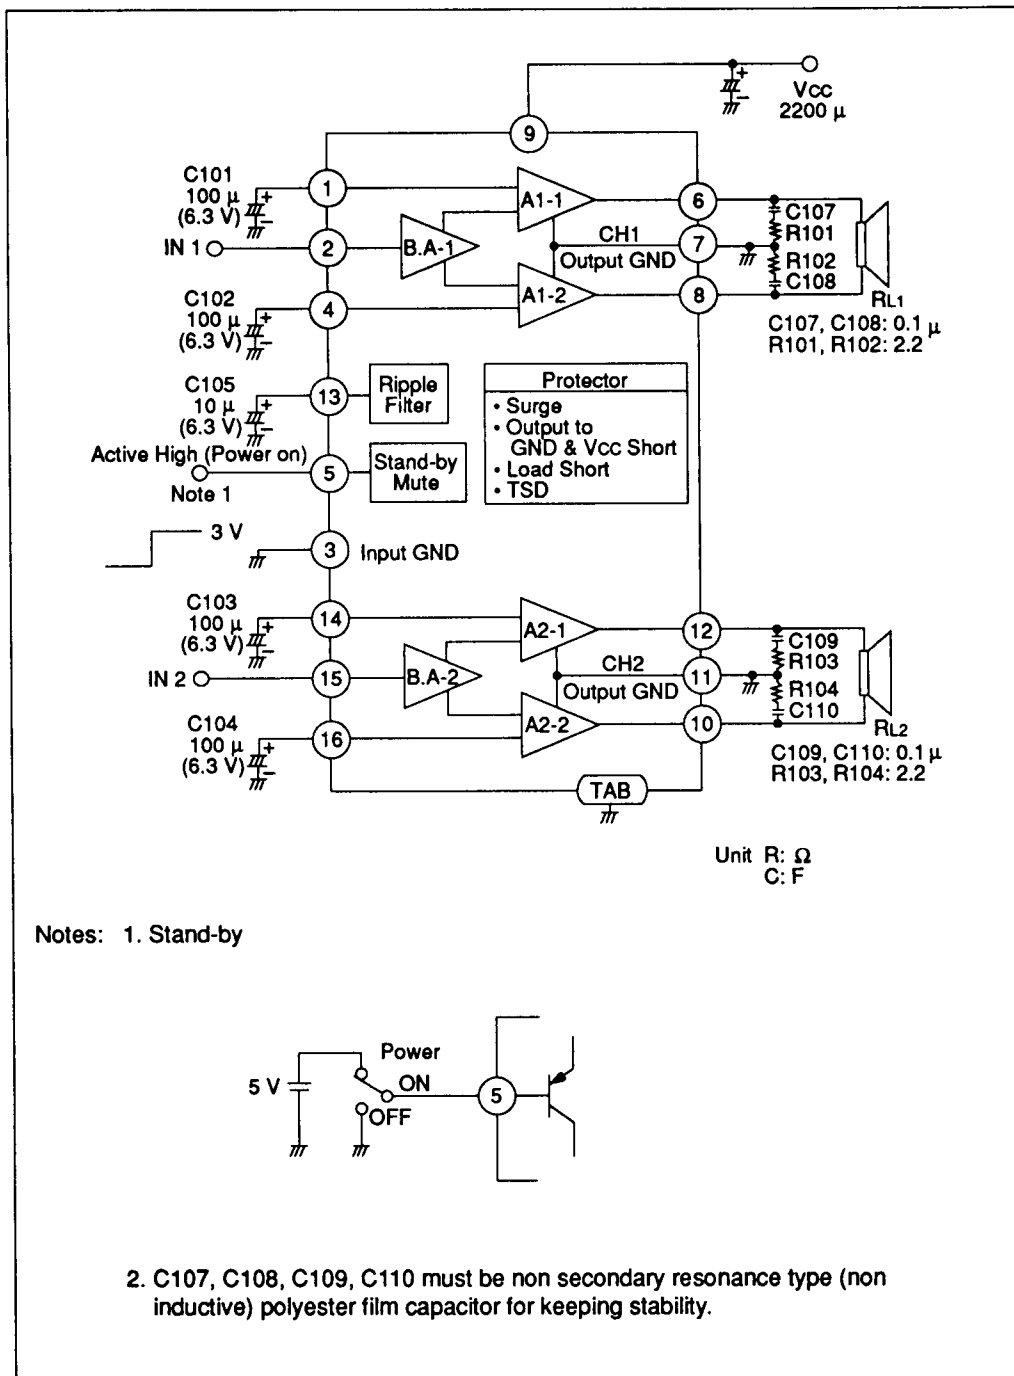 VCC
2200 µ
9
C101
100 µ
(6.3 V)
+
−
1
A1-1
6
C107
R101
IN 1
2
B.A-1
CH1
Output GND
7
R102
C108
C102
100 µ
(6.3 V)
+
−
4
A1-2
8
RL1
C107, C108: 0.1 µ
R101, R102: 2.2
C105
10 µ
(6.3 V)
+
−
13
Ripple
Filter
Protector
• Surge
• Output to
GND & VCC Short
• Load Short
• TSD
Active High (Power on)
Note 1
5
Stand-by
Mute
3 V
3
Input GND
C103
100 µ
(6.3 V)
+
−
14
A2-1
12
C109
R103
IN 2
15
B.A-2
CH2
Output GND
11
R104
C110
C104
100 µ
(6.3 V)
+
−
16
A2-2
10
RL2
C109, C110: 0.1 µ
R103, R104: 2.2
TAB
Unit R: Ω
C: F
Notes: 1. Stand-by
5 V
Power
ON
OFF
5
2. C107, C108, C109, C110 must be non secondary resonance type (non
inductive) polyester film capacitor for keeping stability.